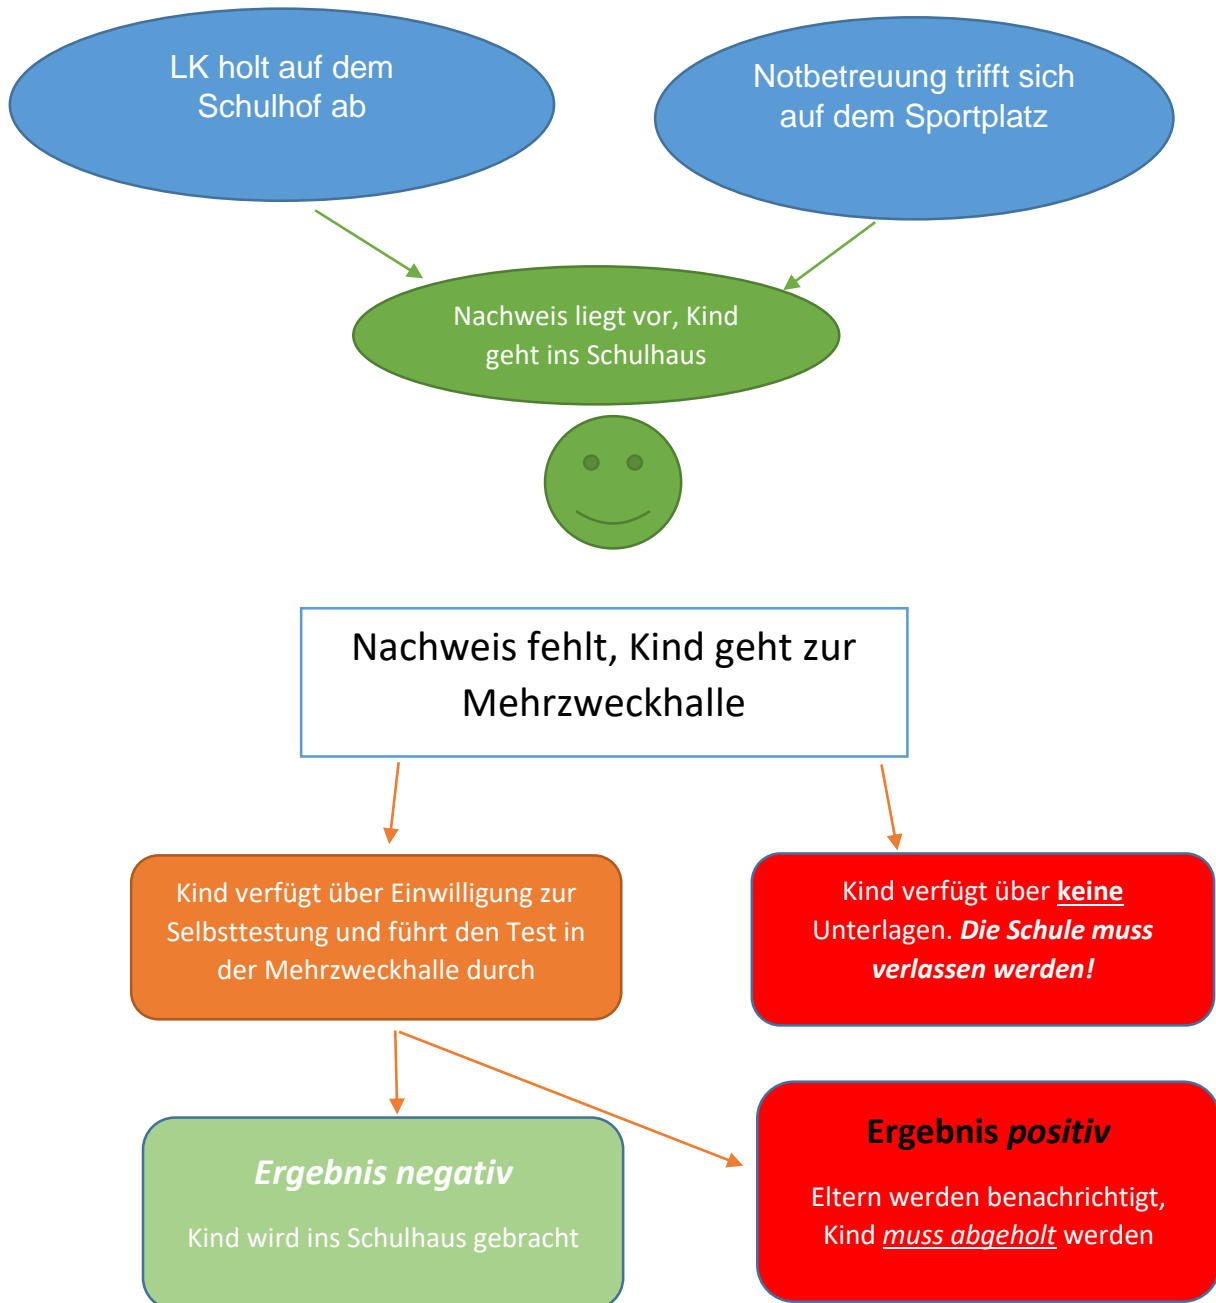 LK holt auf dem
Schulhof ab
Notbetreuung trifft sich
auf dem Sportplatz
Nachweis liegt vor, Kind
geht ins Schulhaus
Nachweis fehlt, Kind geht zur
Mehrzweckhalle
Kind verfügt über Einwilligung zur
Selbsttestung und führt den Test in
der Mehrzweckhalle durch
Kind verfügt über keine
Unterlagen. Die Schule muss
verlassen werden!
Ergebnis negativ
Kind wird ins Schulhaus gebracht
Ergebnis positiv
Eltern werden benachrichtigt,
Kind muss abgeholt werden